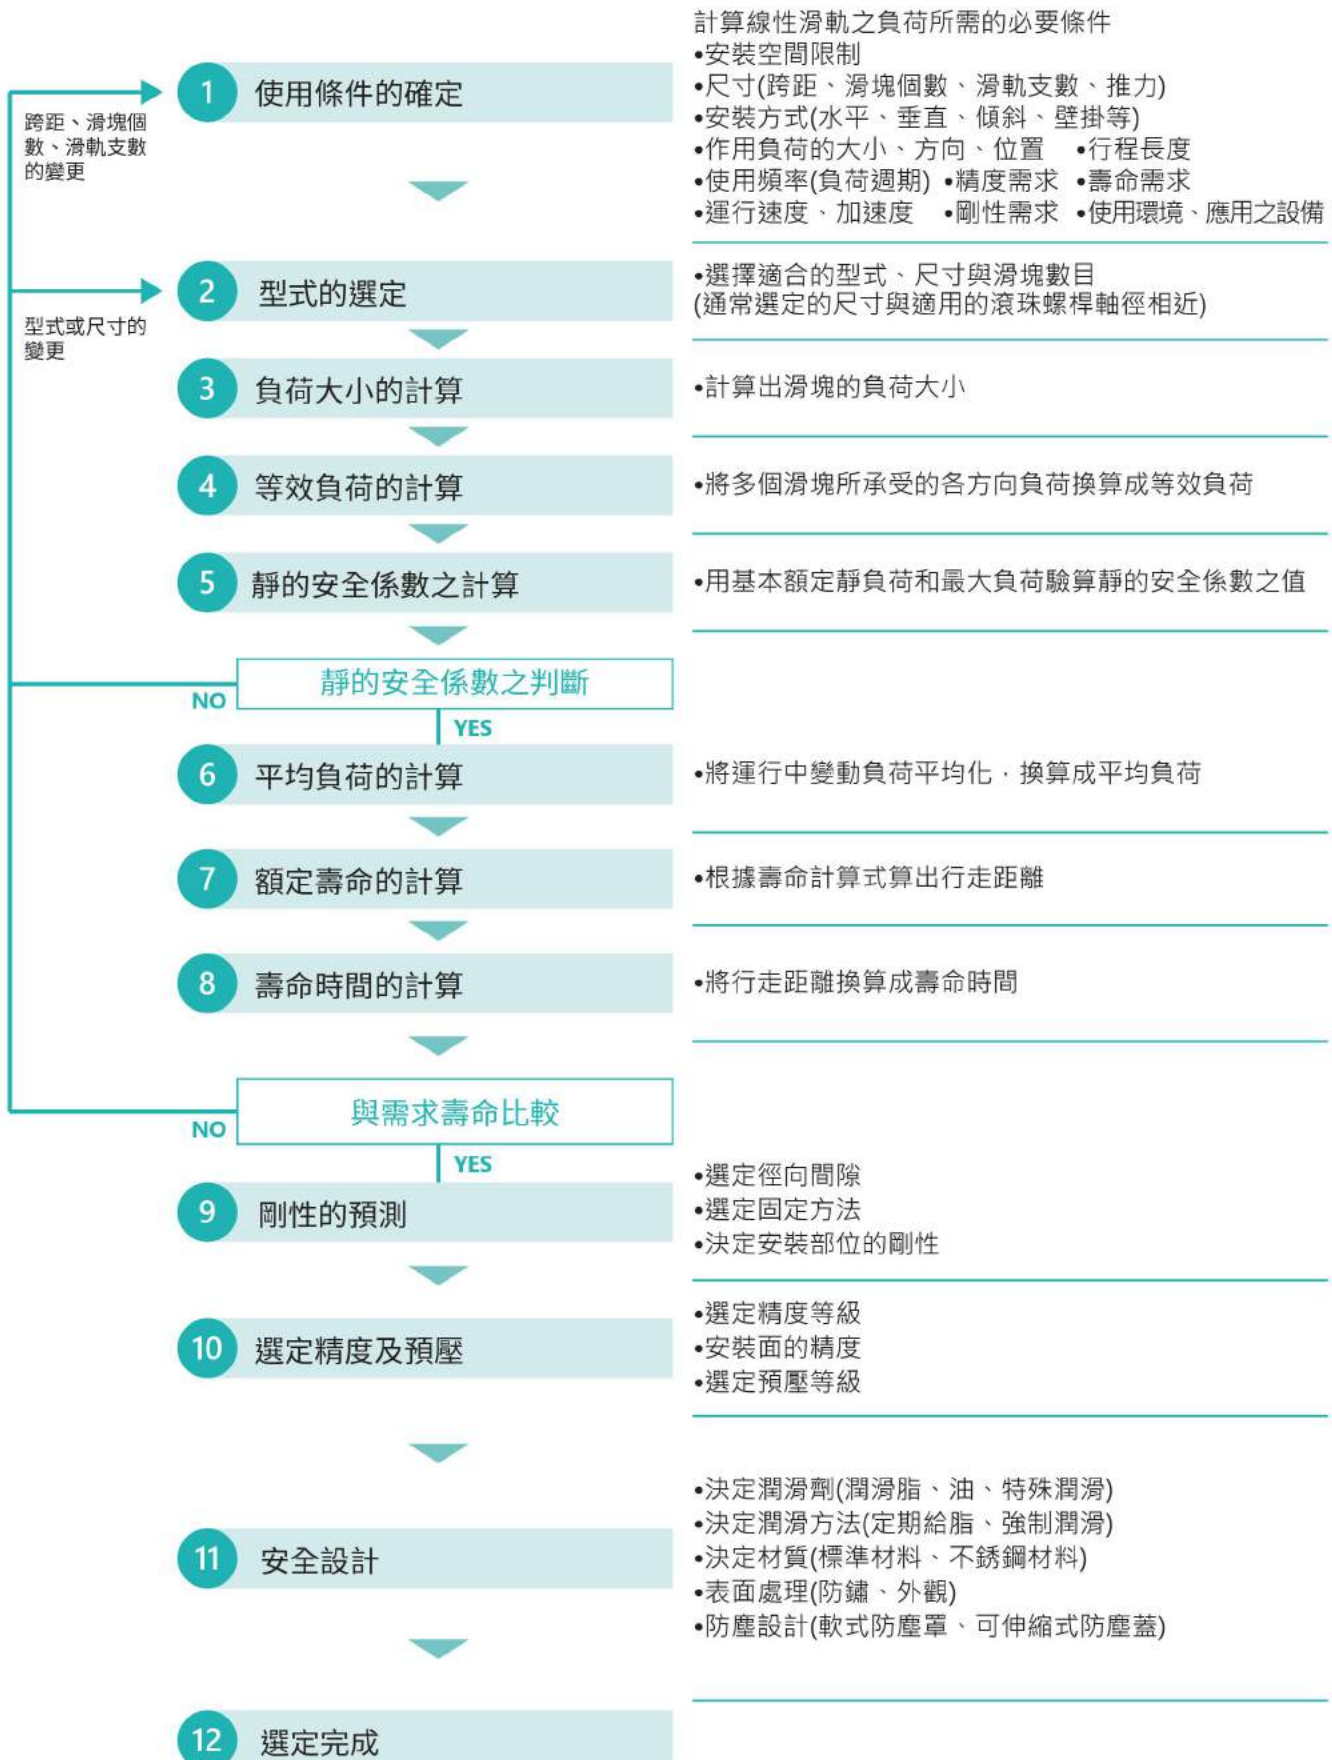 計算線性滑軌之負荷所需的必要條件
•安裝空間限制
•尺寸(跨距、滑塊個數、滑軌支數、推力)
•安裝方式(水平、垂直、傾斜、壁掛等)
•作用負荷的大小、方向、位置 •行程長度
•使用頻率(負荷週期) •精度需求 •壽命需求
•運行速度、加速度 •剛性需求 •使用環境、應用之設備
1 使用條件的確定
跨距、滑塊個
數、滑軌支數
的變更
2 型式的選定
•選擇適合的型式、尺寸與滑塊數目
(通常選定的尺寸與適用的滾珠螺桿軸徑相近)
型式或尺寸的
變更
3 負荷大小的計算
•計算出滑塊的負荷大小
4 等效負荷的計算
•將多個滑塊所承受的各方向負荷換算成等效負荷
5 靜的安全係數之計算
•用基本額定靜負荷和最大負荷驗算靜的安全係數之值
靜的安全係數之判斷
NO
YES
6 平均負荷的計算
•將運行中變動負荷平均化，換算成平均負荷
7 額定壽命的計算
•根據壽命計算式算出行走距離
8 壽命時間的計算
•將行走距離換算成壽命時間
與需求壽命比較
NO
YES
9 剛性的預測
•選定徑向間隙
•選定固定方法
•決定安裝部位的剛性
10 選定精度及預壓
•選定精度等級
•安裝面的精度
•選定預壓等級
11 安全設計
•決定潤滑劑(潤滑脂、油、特殊潤滑)
•決定潤滑方法(定期給脂、強制潤滑)
•決定材質(標準材料、不銹鋼材料)
•表面處理(防鏽、外觀)
•防塵設計(軟式防塵罩、可伸縮式防塵蓋)
12 選定完成